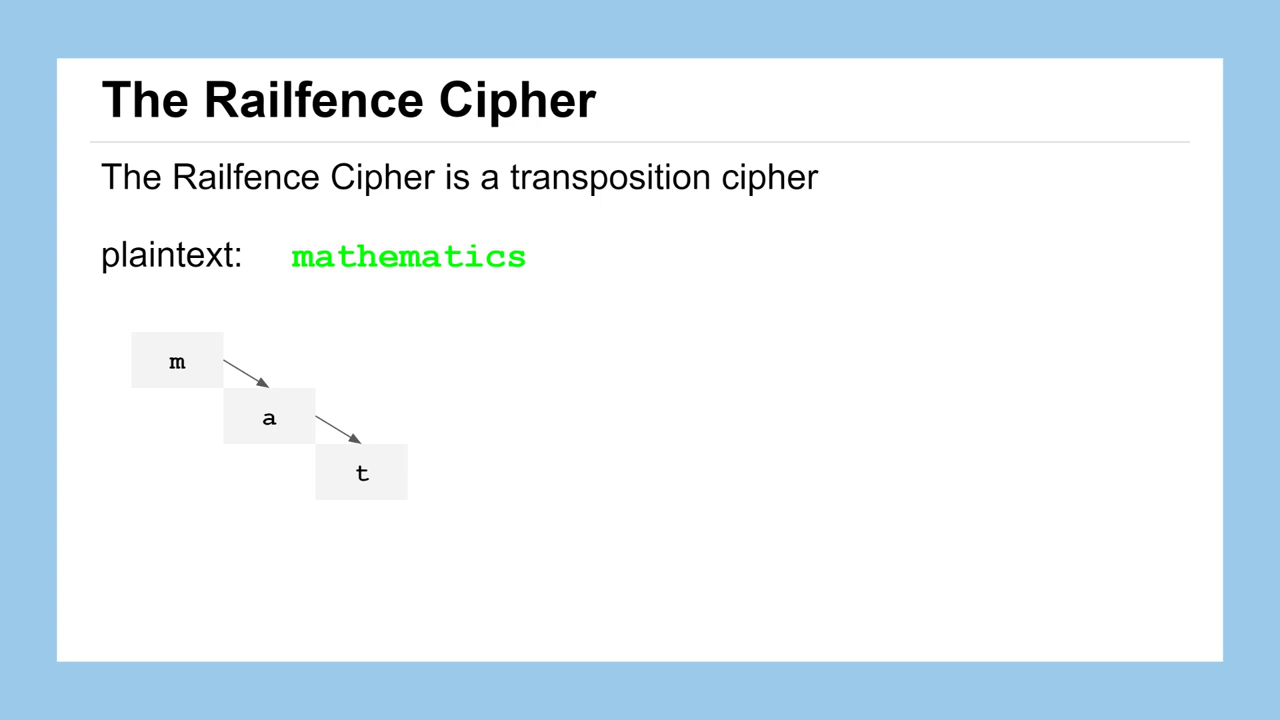 The Railfence Cipher
The Railfence Cipher is a transposition cipher
plaintext: mathematics
m
a
t